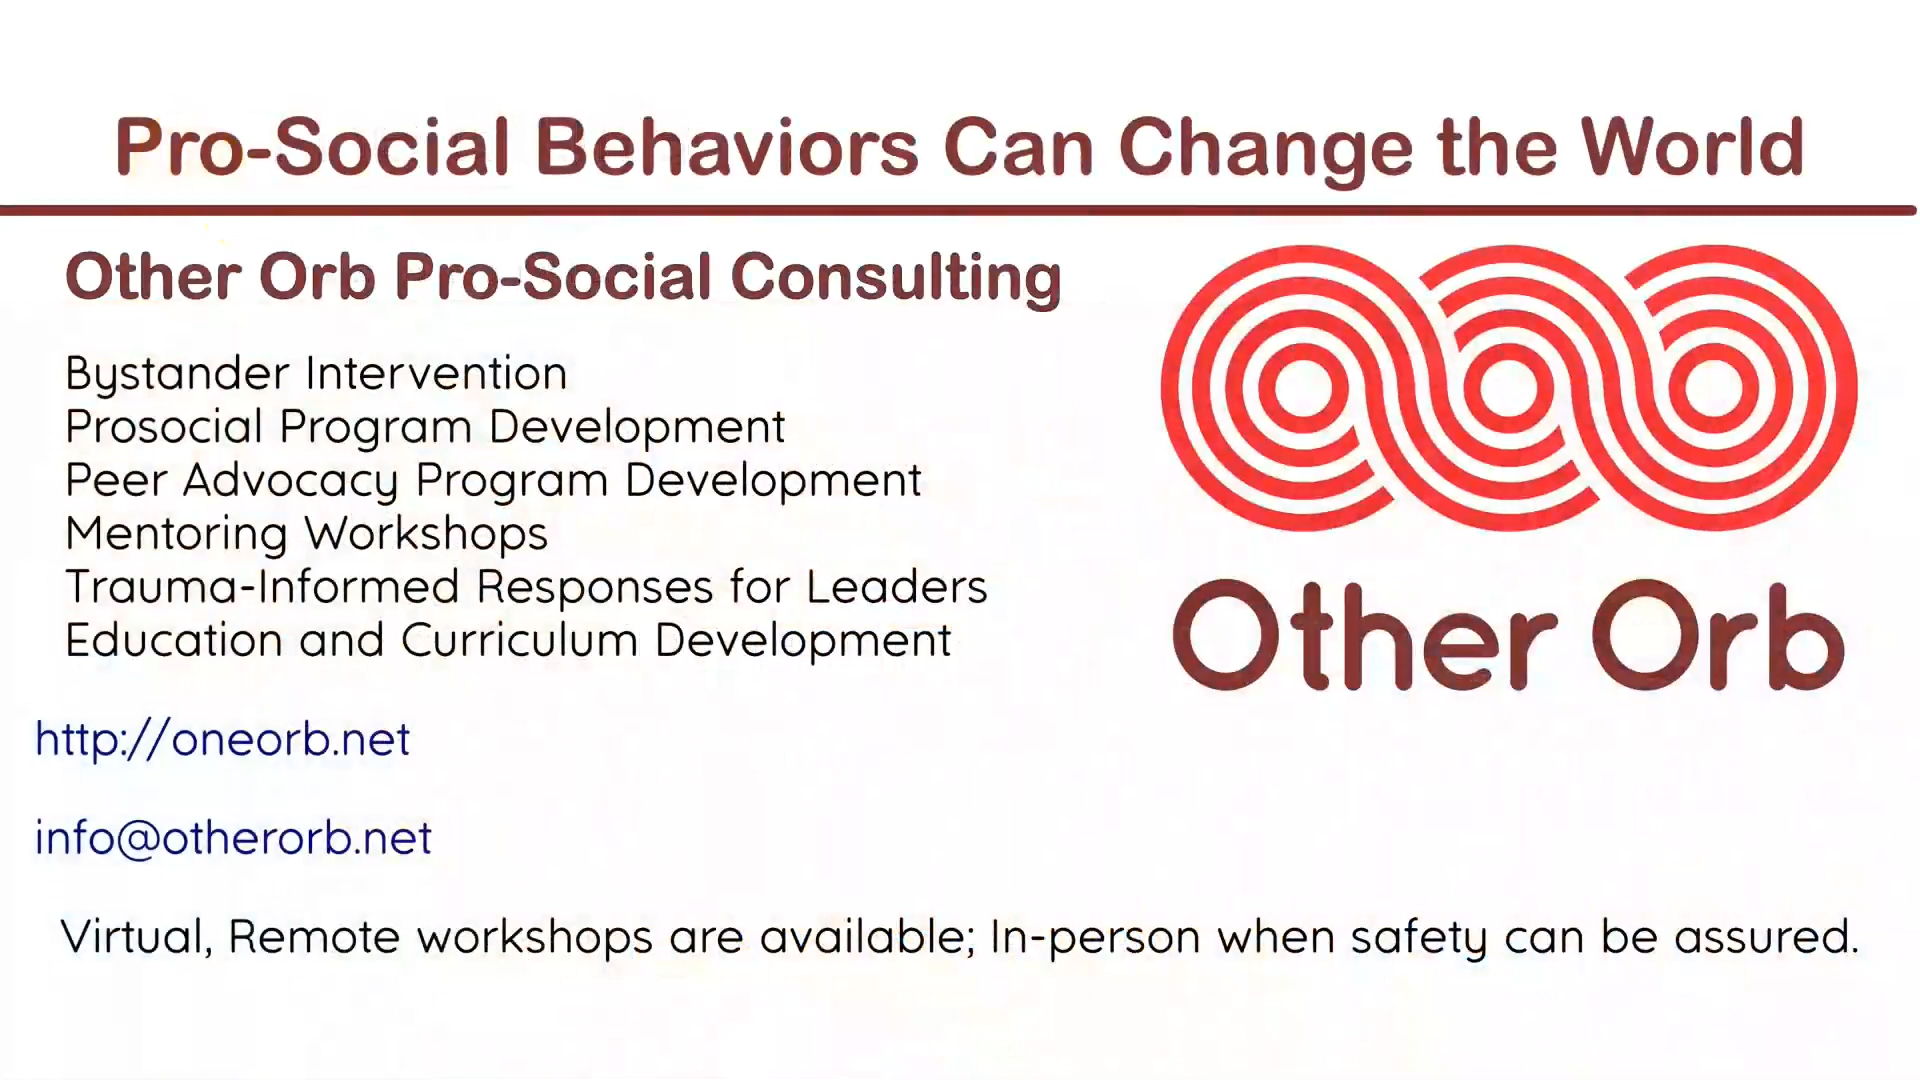 Pro-Social Behaviors Can Change the World
Other Orb Pro-Social Consulting
Bystander Intervention
Prosocial Program Development
Peer Advocacy Program Development
Mentoring Workshops
Trauma-Informed Responses for Leaders
Education and Curriculum Development
Other Orb
http://oneorb.net
info@otherorb.net
Virtual, Remote workshops are available; In-person when safety can be assured.